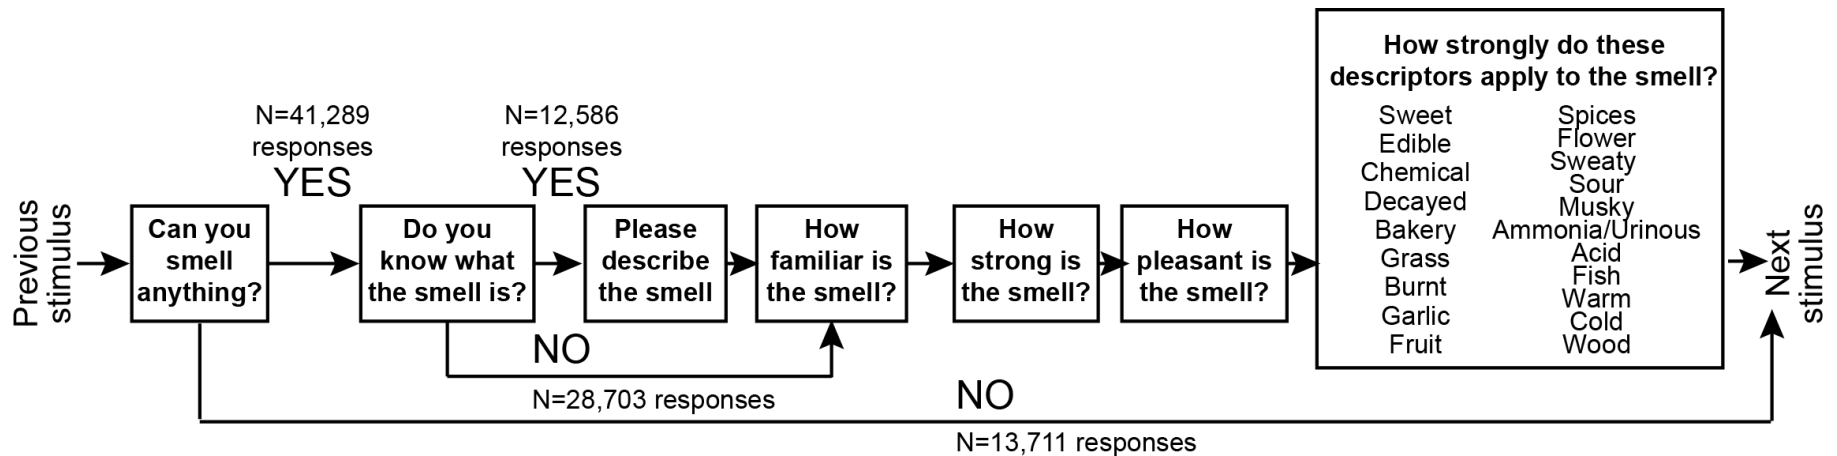 Previous
stimulus
Can you
smell
anything?
N=41,289
responses
YES
Do you
know what
the smell is?
N=12,586
responses
YES
Please
describe
the smell
How
familiar is
the smell?
How
strong is
the smell?
How
pleasant is
the smell?
How strongly do these
descriptors apply to the smell?
Sweet
Edible
Chemical
Decayed
Bakery
Grass
Burnt
Garlic
Fruit
Spices
Flower
Sweaty
Sour
Musky
Ammonia/Urinous
Acid
Fish
Warm
Cold
Wood
Next
stimulus
NO
N=28,703 responses
NO
N=13,711 responses